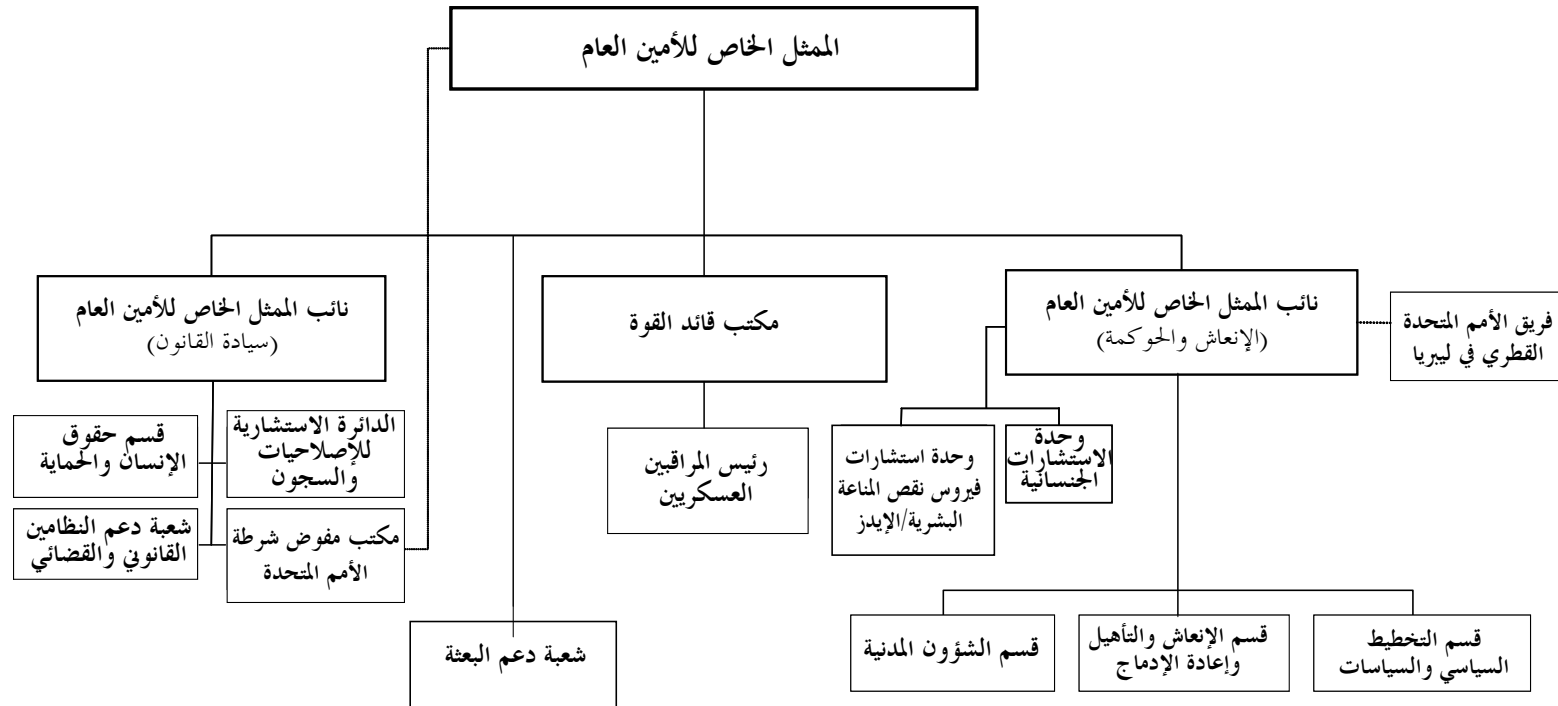 الممثل الخاص للأمين العام
نائب الممثل الخاص للأمين العام
(الإنعاش والحوكمة)
فريق الأمم المتحدة
القطري في ليبريا
مكتب قائد القوة
نائب الممثل الخاص للأمين العام
(سيادة القانون)
وحدة
الاستشارات
الجنسانية
وحدة استشارات
فيروس نقص المناعة
البشرية/الإيدز
رئيس المراقبين
العسكريين
الدائرة الاستشارية
للإصلاحيات
والسجون
قسم حقوق
الإنسان والحماية
مكتب مفوض شرطة
الأمم المتحدة
شعبة دعم النظامين
القانوني والقضائي
قسم التخطيط
السياسي والسياسات
قسم الإنعاش والتأهيل
وإعادة الإدماج
قسم الشؤون المدنية
شعبة دعم البعثة